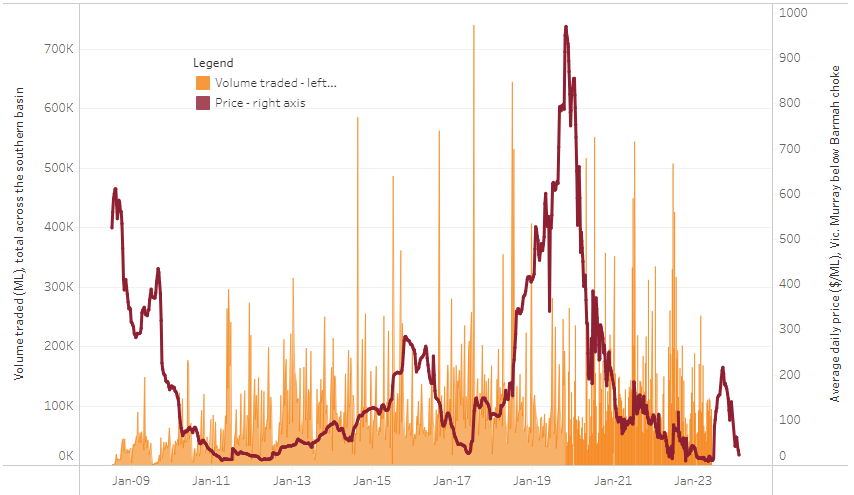 Volume traded (ML), total across the southern basin
700K
600K
500K
400K
300K
200K
100K
0K
Legend
Volume traded - left...
Price - right axis
1000
900
800
700
600
500
400
300
200
100
0
Average daily price ($/ML), Vic. Murray below Barmah choke
Jan-09
Jan-11
Jan-13
Jan-15
Jan-17
Jan-19
Jan-21
Jan-23